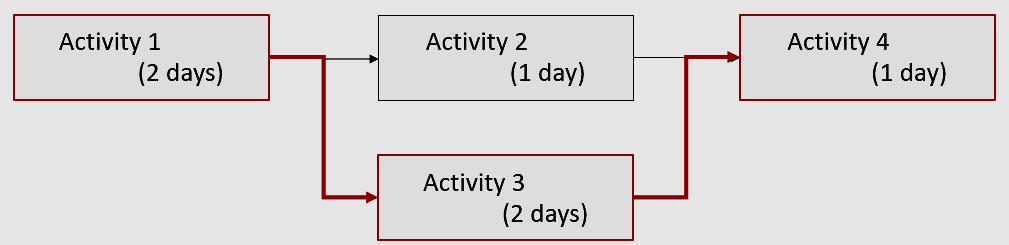 Activity 1
(2 days)
Activity 2
(1 day)
Activity 4
(1 day)
Activity 3
(2 days)